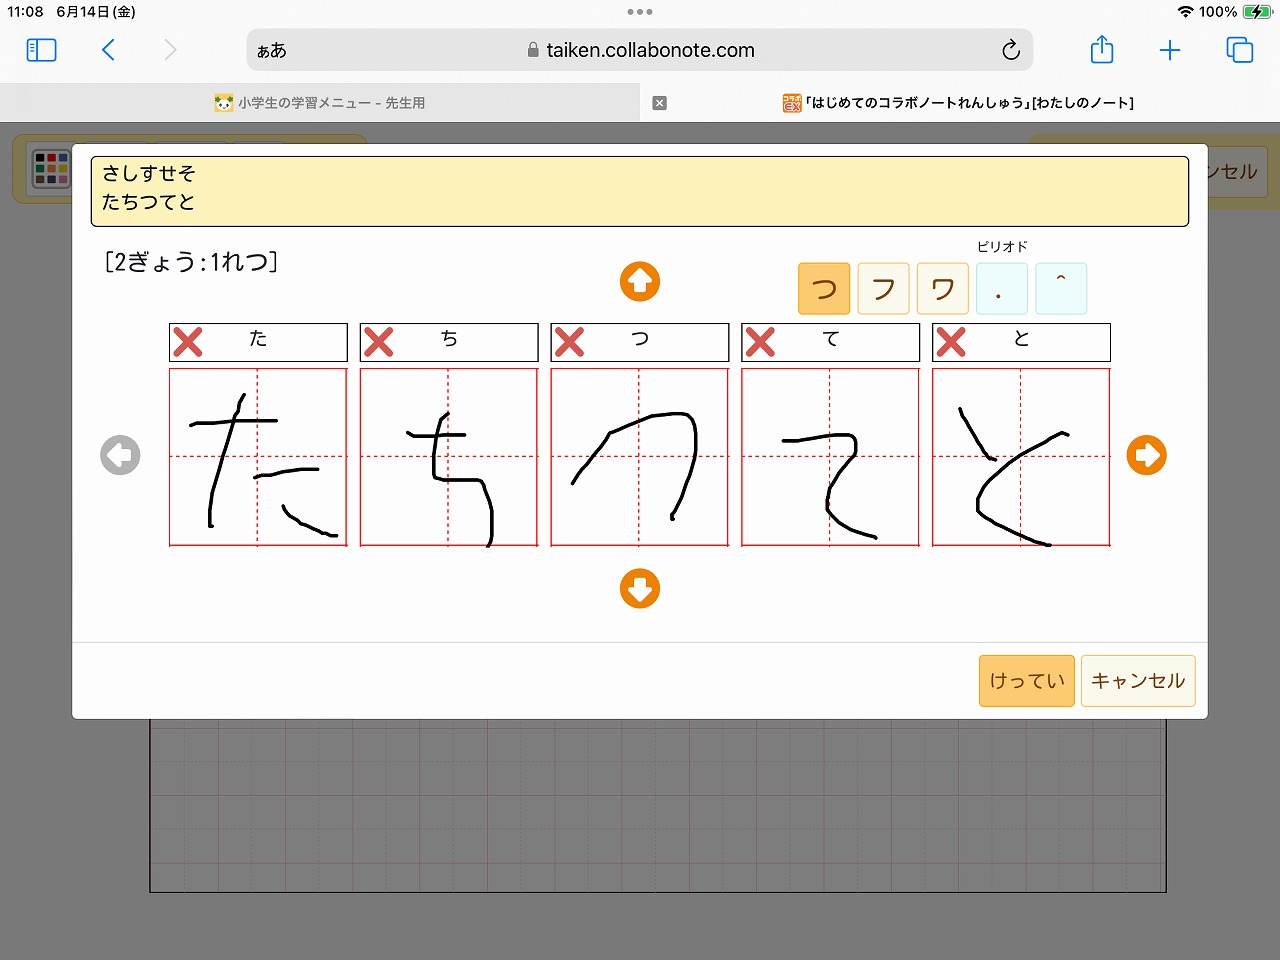 11:08 6月14日(金)
100%
ぁあ
taiken.collabonote.com
小学生の学習メニュー - 先生用
コラボ EX 「はじめてのコラボノートれんしゅう」[わたしのノート]
ンセル
さしすせそ
たちつてと
[2ぎょう:1れつ]
ピリオド
つ フ ワ . ^
た ち つ て と
た ち つ て と
けってい キャンセル